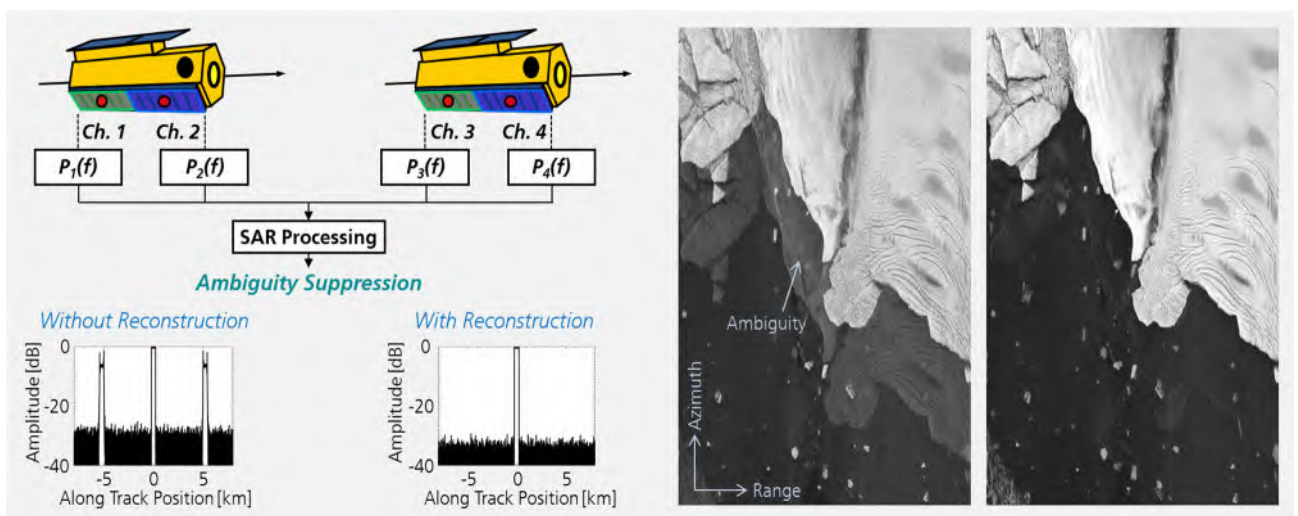 Ch. 1 Ch. 2 Ch. 3 Ch. 4
P1(f) P2(f) P3(f) P4(f)
SAR Processing
Ambiguity Suppression
Without Reconstruction
Amplitude [dB]
0
-20
-40
-5 0 5
Along Track Position [km]
With Reconstruction
Amplitude [dB]
0
-20
-40
-5 0 5
Along Track Position [km]
Ambiguity
Azimuth
Range